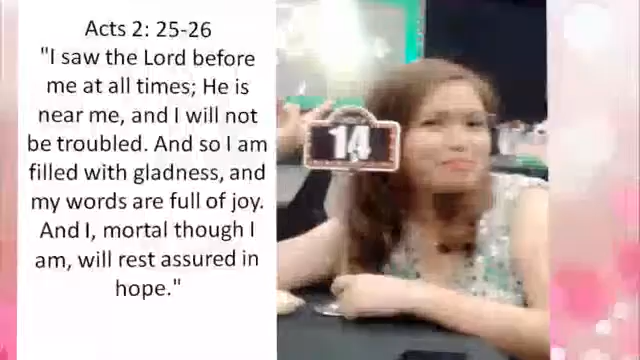 Acts 2: 25-26
"I saw the Lord before
me at all times; He is
near me, and I will not
be troubled. And so I am
filled with gladness, and
my words are full of joy.
And I, mortal though I
am, will rest assured in
hope."
14